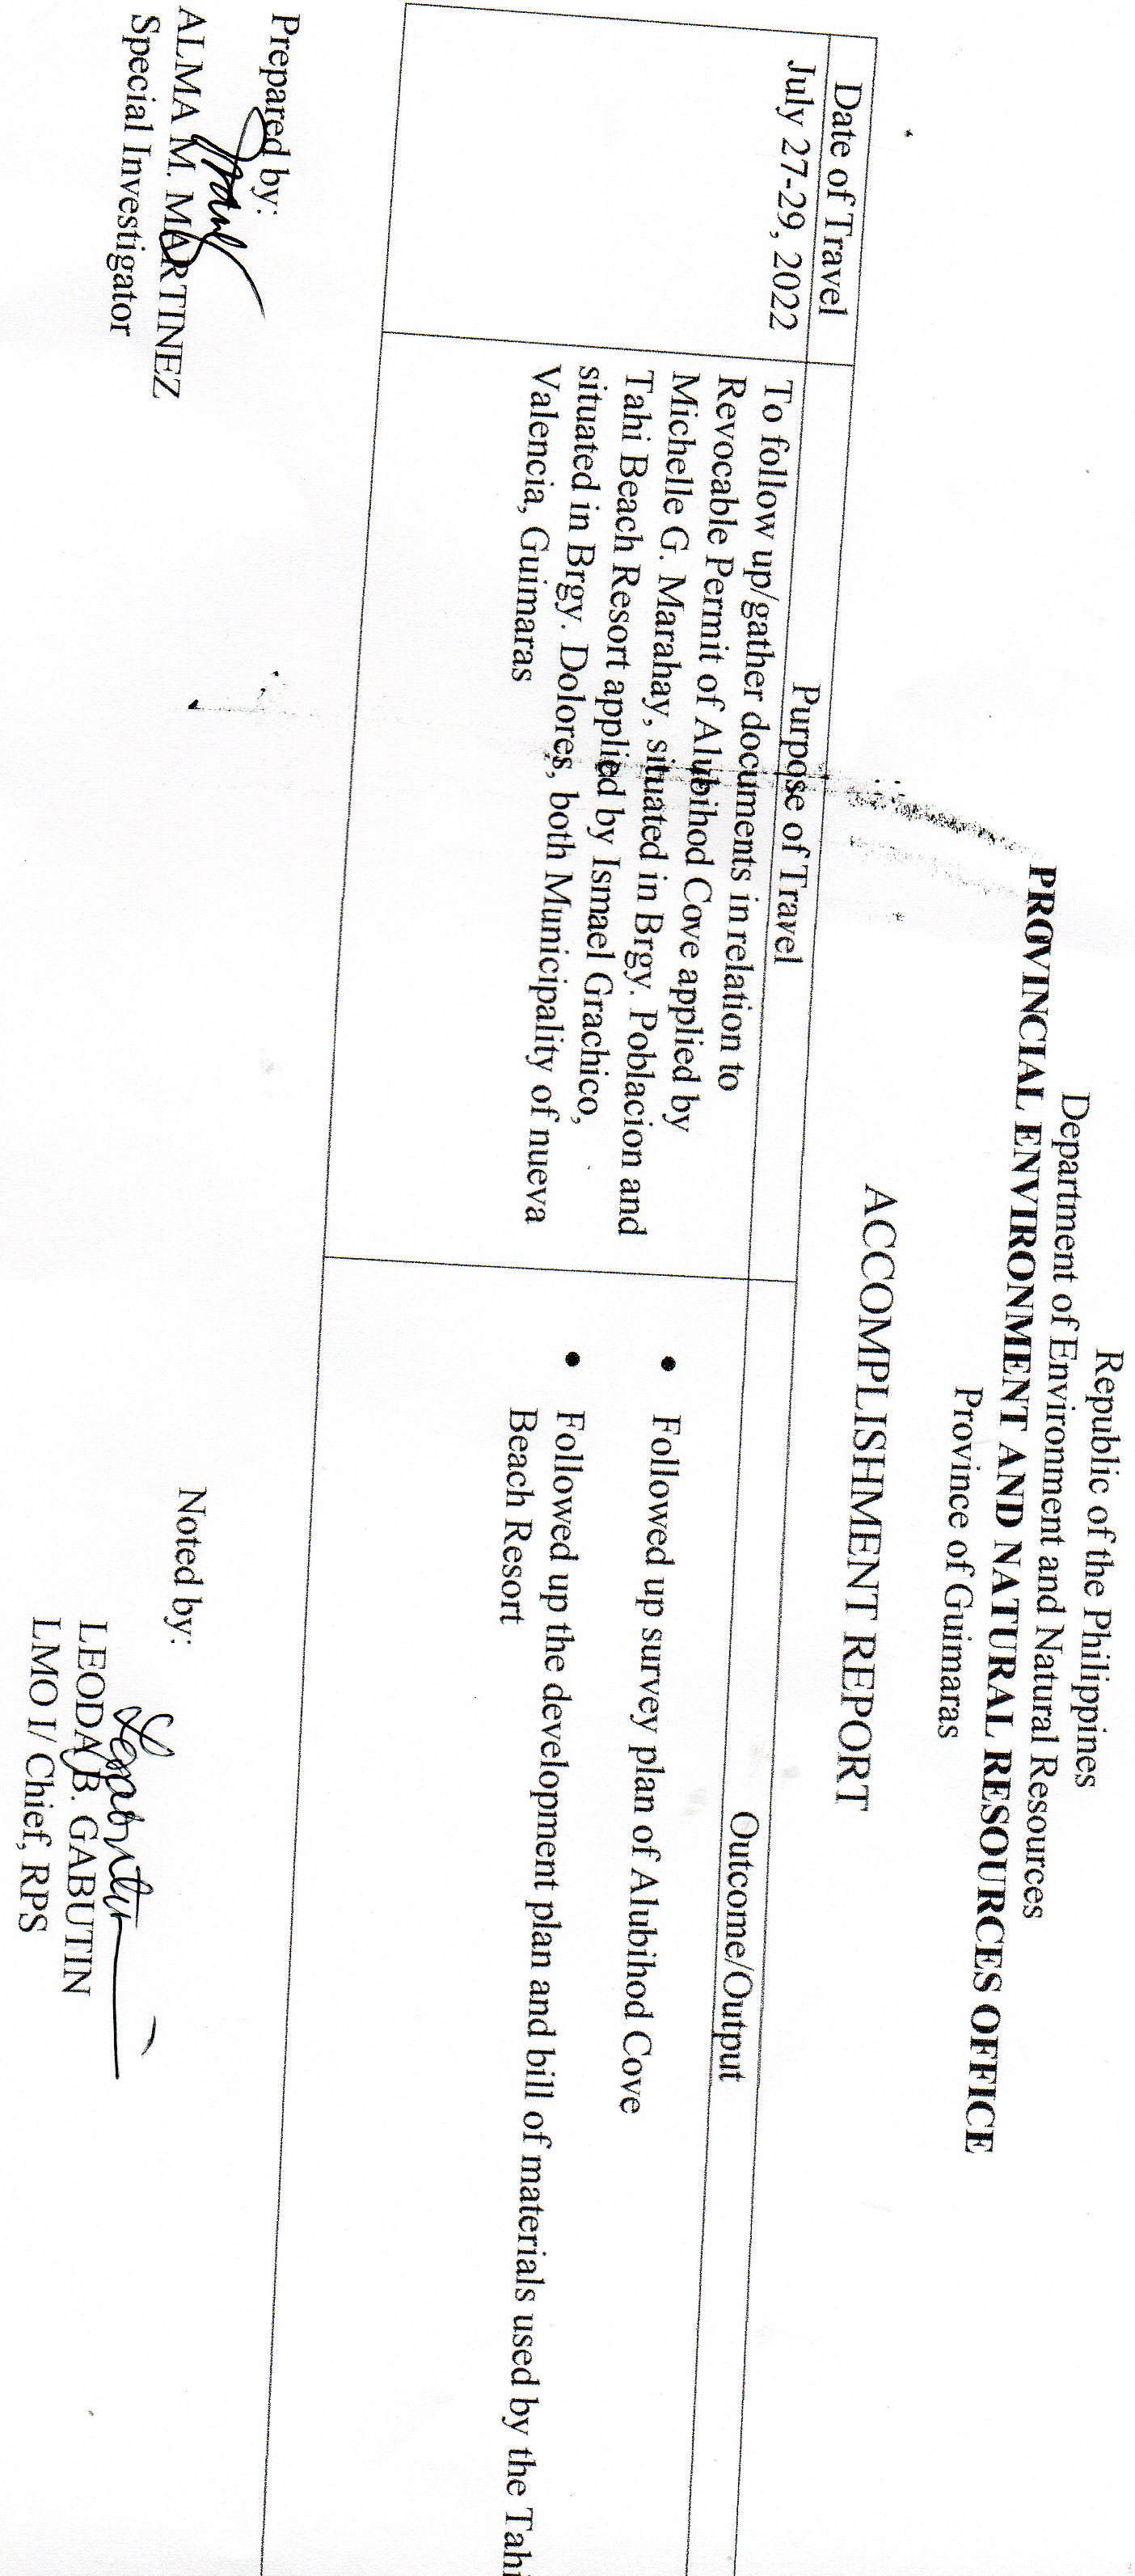 Republic of the Philippines
Department of Environment and Natural Resources
PROVINCIAL ENVIRONMENT AND NATURAL RESOURCES OFFICE
Province of Guimaras
ACCOMPLISHMENT REPORT
Date of Travel
Purpose of Travel
Outcome/Output
July 27-29, 2022
To follow up/gather documents in relation to
Revocable Permit of Alubihod Cove applied by
Michelle G. Marahay, situated in Brgy. Poblacion and
Tahi Beach Resort applied by Ismael Grachico,
situated in Brgy. Dolores, both Municipality of nueva
Valencia, Guimaras
• Followed up survey plan of Alubihod Cove
• Followed up the development plan and bill of materials used by the Tahi
Beach Resort
Prepared by:
ALMA M. MARTINEZ
Special Investigator
Noted by:
LEODA B. GABUTIN
LMO I/ Chief, RPS